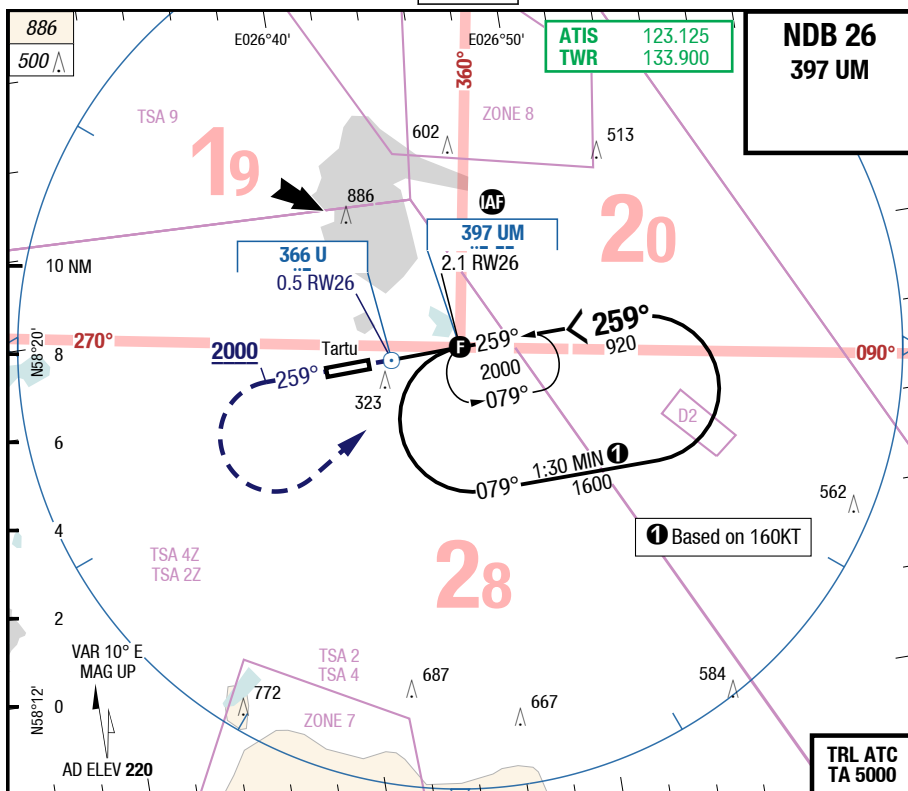 886
500
E026°40'
E026°50'
ATIS 123.125
TWR 133.900
NDB 26
397 UM
360°
TSA 9
602
ZONE 8
513
19
886
IAF
20
397 UM
366 U
2.1 RW26
10 NM
0.5 RW26
N58°20'
270°
2000
Tartu
259°
259°
920
090°
8
F
259°
2000
323
079°
D2
6
1:30 MIN 1
079°
1600
562
4
1 Based on 160KT
TSA 4Z
TSA 2Z
28
2
VAR 10° E
MAG UP
TSA 2
TSA 4
687
584
772
667
N58°12'
0
ZONE 7
AD ELEV 220
TRL ATC
TA 5000